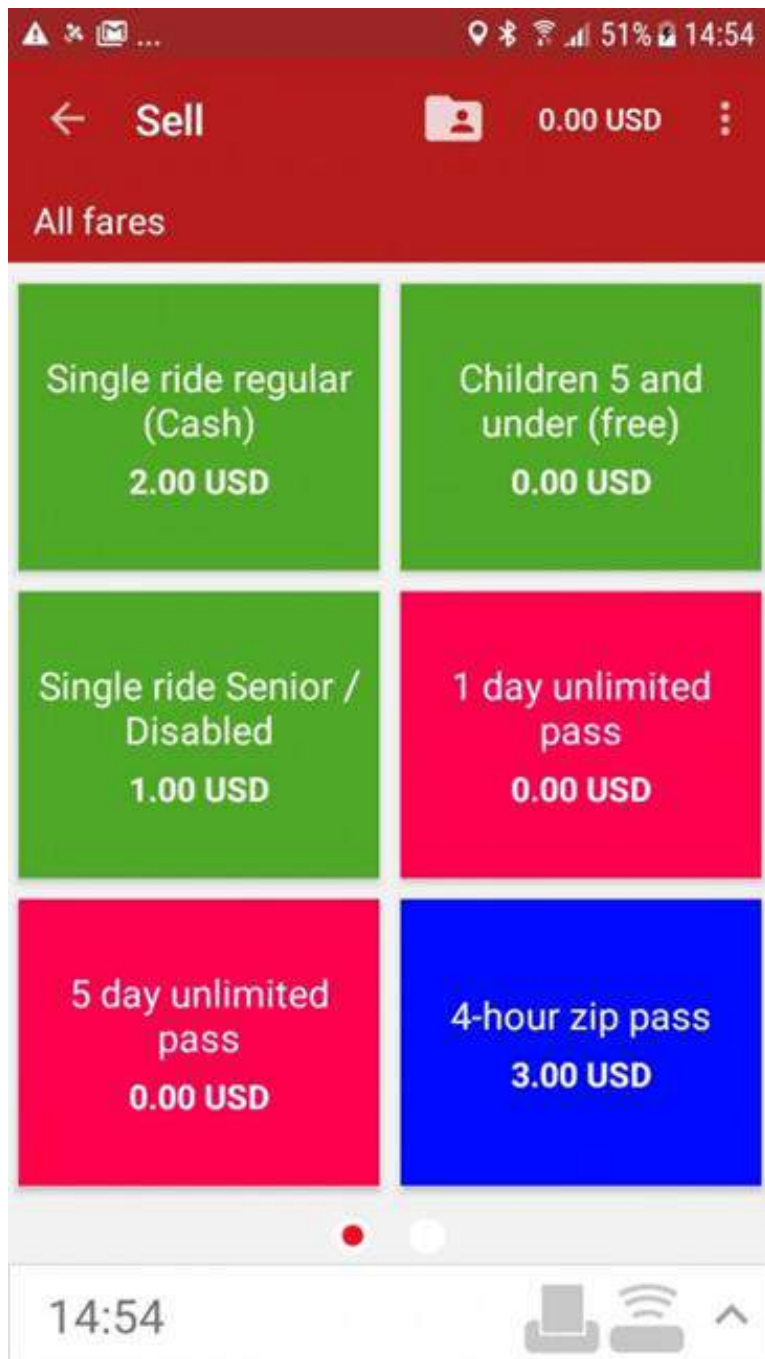 ... 51% 14:54
Sell 0.00 USD
All fares
Single ride regular
(Cash)
2.00 USD
Children 5 and
under (free)
0.00 USD
Single ride Senior /
Disabled
1.00 USD
1 day unlimited
pass
0.00 USD
5 day unlimited
pass
0.00 USD
4-hour zip pass
3.00 USD
14:54